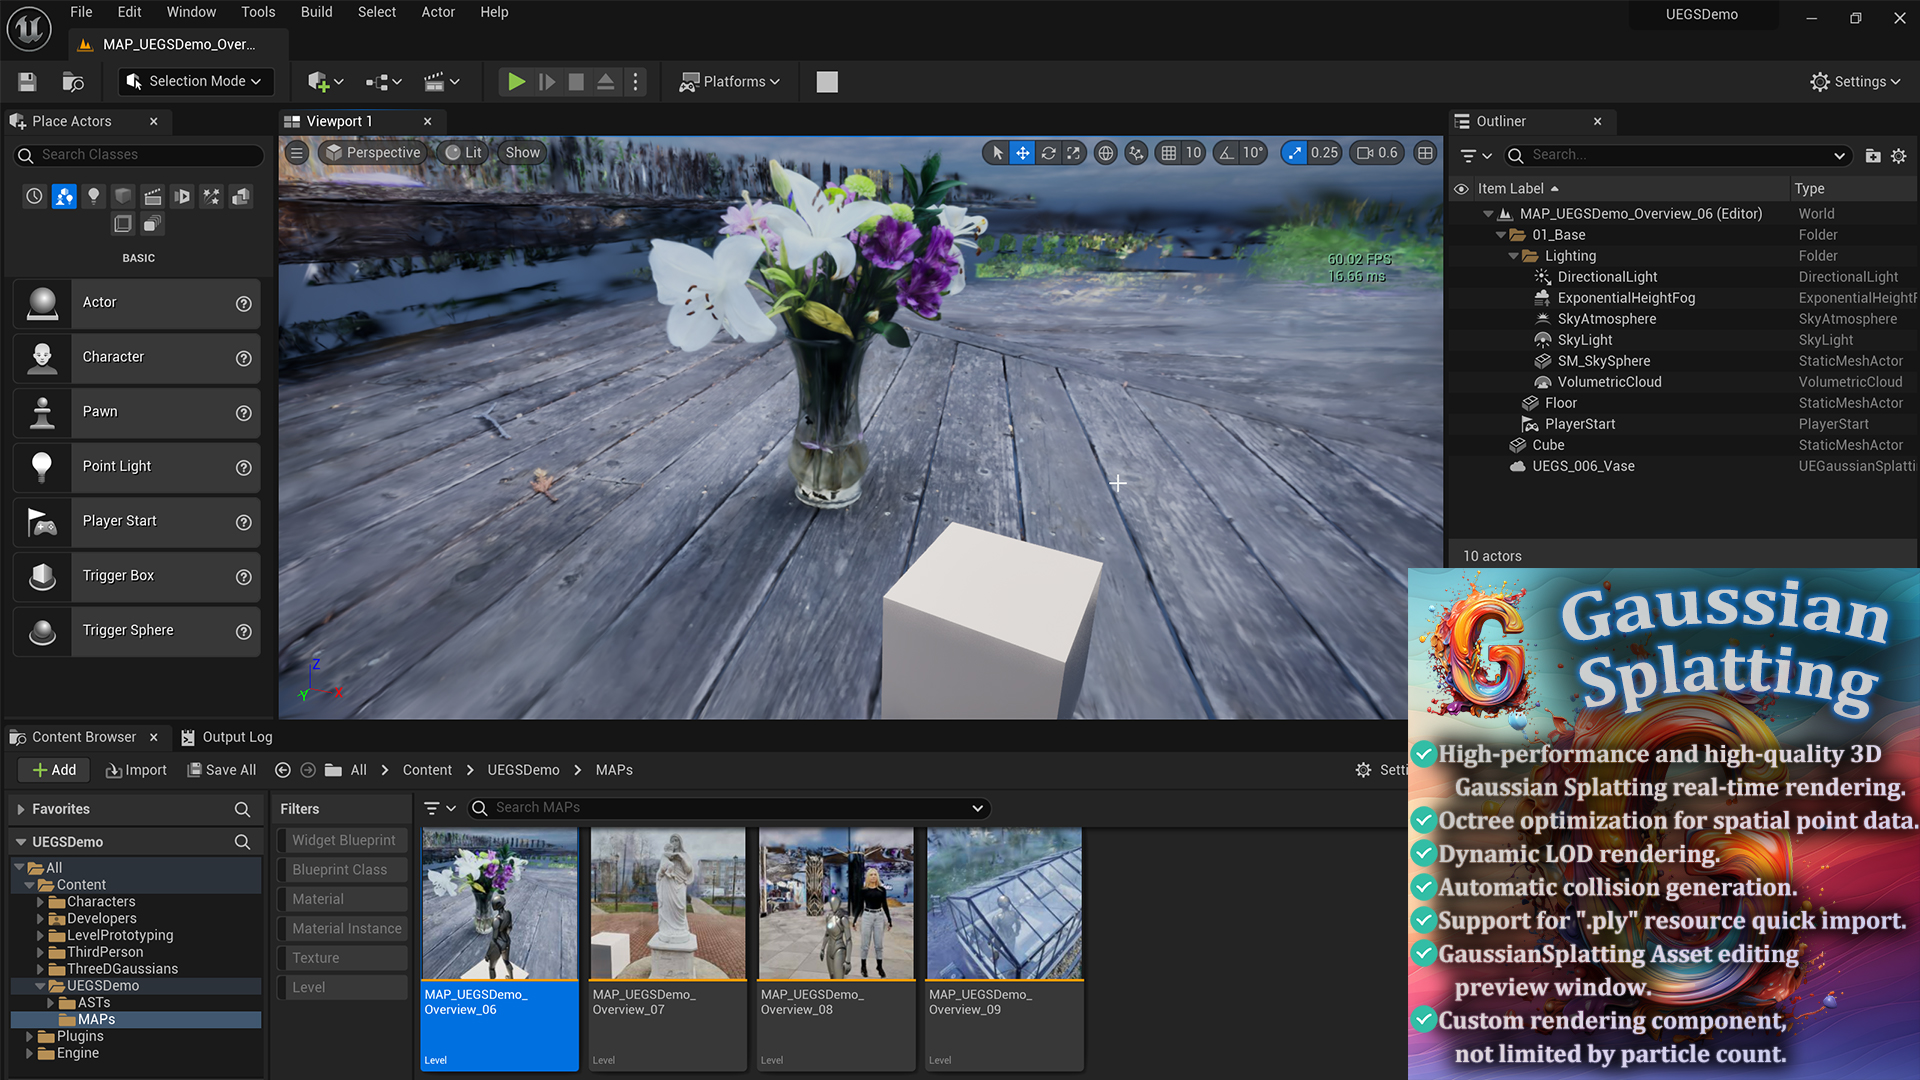 File Edit Window Tools Build Select Actor Help
UEGSDemo
MAP_UEGSDemo_Over...
Selection Mode
Platforms
Settings
Place Actors
Search Classes
BASIC
Actor
Character
Pawn
Point Light
Player Start
Trigger Box
Trigger Sphere
Viewport 1
Perspective Lit Show
10 10° 0.25 0.6
60.02 FPS
16.66 ms
Z
Y X
Outliner
Search...
Item Label Type
MAP_UEGSDemo_Overview_06 (Editor) World
01_Base Folder
Lighting Folder
DirectionalLight DirectionalLight
ExponentialHeightFog ExponentialHeightF
SkyAtmosphere SkyAtmosphere
SkyLight SkyLight
SM_SkySphere StaticMeshActor
VolumetricCloud VolumetricCloud
Floor StaticMeshActor
PlayerStart PlayerStart
Cube StaticMeshActor
UEGS_006_Vase UEGaussianSplatti
10 actors
Content Browser
Output Log
Add Import Save All All Content UEGSDemo MAPs
Setti
Favorites
UEGSDemo
All
Content
Characters
Developers
LevelPrototyping
ThirdPerson
ThreeDGaussians
UEGSDemo
ASTs
MAPs
Plugins
Engine
Filters
Widget Blueprint
Blueprint Class
Material
Material Instance
Texture
Level
Search MAPs
MAP_UEGSDemo_
Overview_06
Level
MAP_UEGSDemo_
Overview_07
Level
MAP_UEGSDemo_
Overview_08
Level
MAP_UEGSDemo_
Overview_09
Level
G
Gaussian
Splatting
High-performance and high-quality 3D
Gaussian Splatting real-time rendering.
Octree optimization for spatial point data.
Dynamic LOD rendering.
Automatic collision generation.
Support for ".ply" resource quick import.
GaussianSplatting Asset editing
preview window.
Custom rendering component,
not limited by particle count.